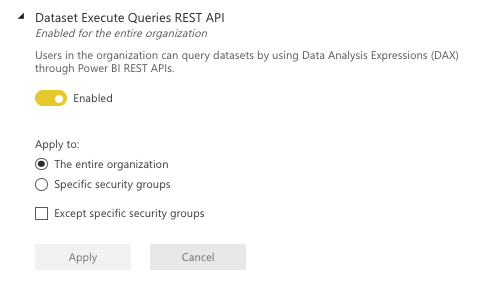 Dataset Execute Queries REST API
Enabled for the entire organization
Users in the organization can query datasets by using Data Analysis Expressions (DAX)
through Power BI REST APIs.
Enabled
Apply to:
The entire organization
Specific security groups
Except specific security groups
Apply
Cancel